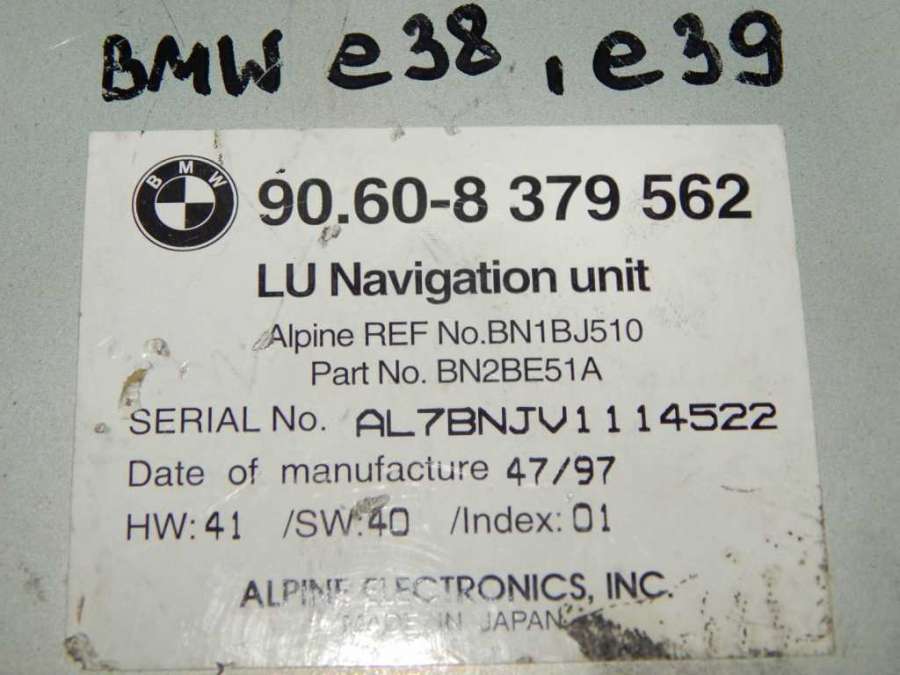 BMW e38, e39
BMW
90.60-8 379 562
LU Navigation unit
Alpine REF No.BN1BJ510
Part No. BN2BE51A
SERIAL No. AL7BNJV1114522
Date of manufacture 47/97
HW:41 /SW:40 /Index:01
ALPINE ELECTRONICS, INC.
MADE IN JAPAN